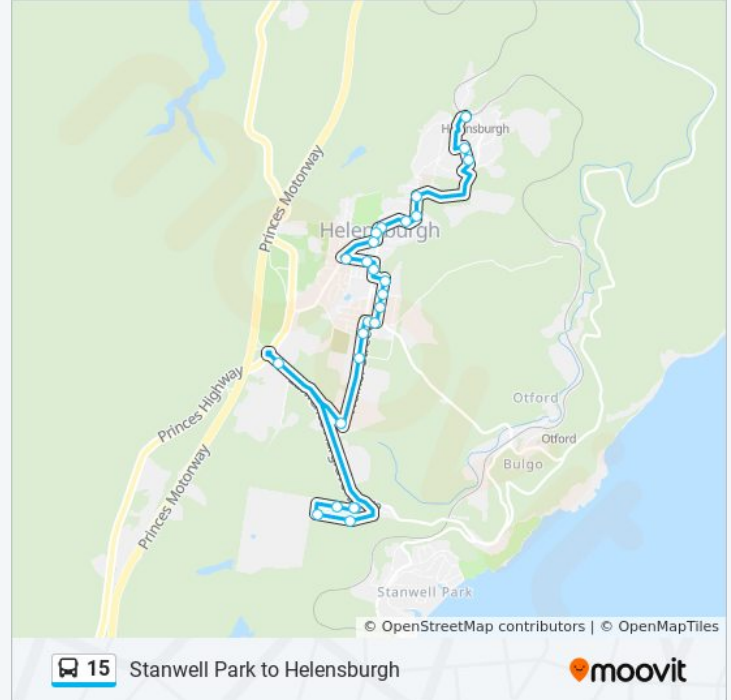 Helensburgh
Princes Motorway
Helensburgh
Princes Highway
Otford
Otford
Bulgo
Princes Motorway
Stanwell Park
© OpenStreetMap contributors | © OpenMapTiles
15 Stanwell Park to Helensburgh
moovit